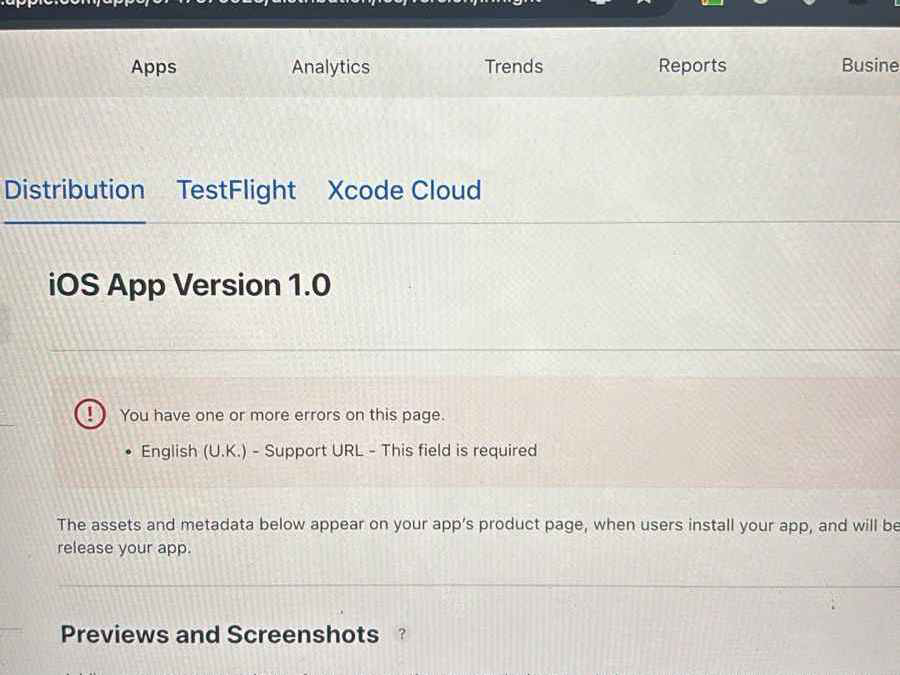 Apps Analytics Trends Reports Busine
Distribution TestFlight Xcode Cloud
iOS App Version 1.0
You have one or more errors on this page.
• English (U.K.) - Support URL - This field is required
The assets and metadata below appear on your app's product page, when users install your app, and will be
release your app.
Previews and Screenshots ?